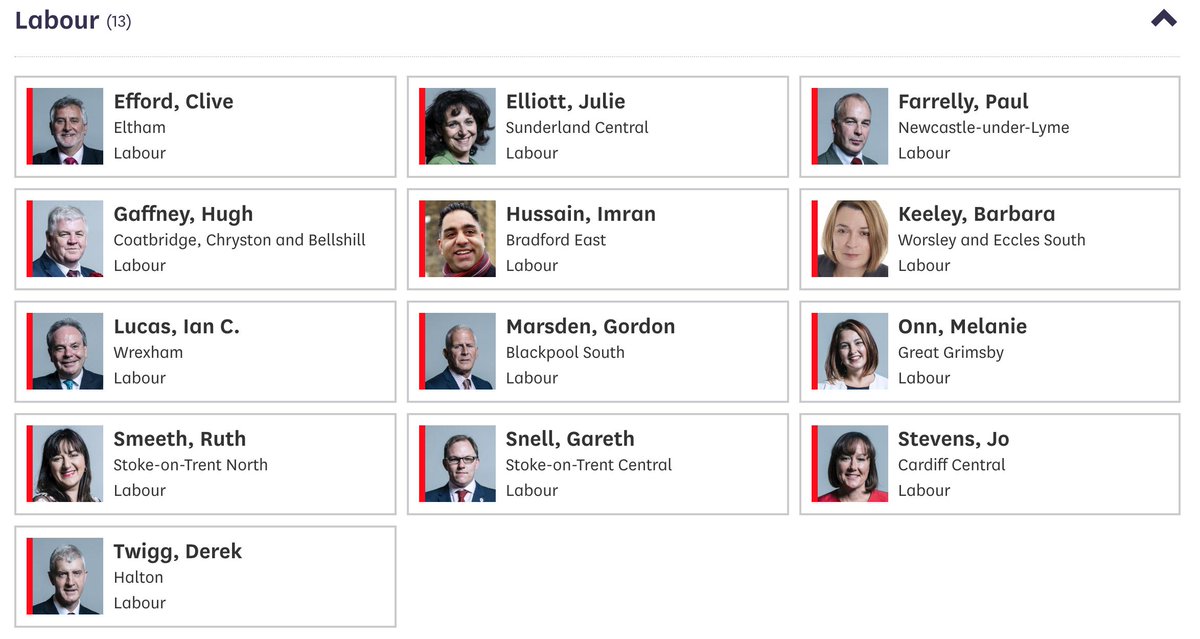 Labour (13)
Efford, Clive
Eltham
Labour
Elliott, Julie
Sunderland Central
Labour
Farrelly, Paul
Newcastle-under-Lyme
Labour
Gaffney, Hugh
Coatbridge, Chryston and Bellshill
Labour
Hussain, Imran
Bradford East
Labour
Keeley, Barbara
Worsley and Eccles South
Labour
Lucas, Ian C.
Wrexham
Labour
Marsden, Gordon
Blackpool South
Labour
Onn, Melanie
Great Grimsby
Labour
Smeeth, Ruth
Stoke-on-Trent North
Labour
Snell, Gareth
Stoke-on-Trent Central
Labour
Stevens, Jo
Cardiff Central
Labour
Twigg, Derek
Halton
Labour